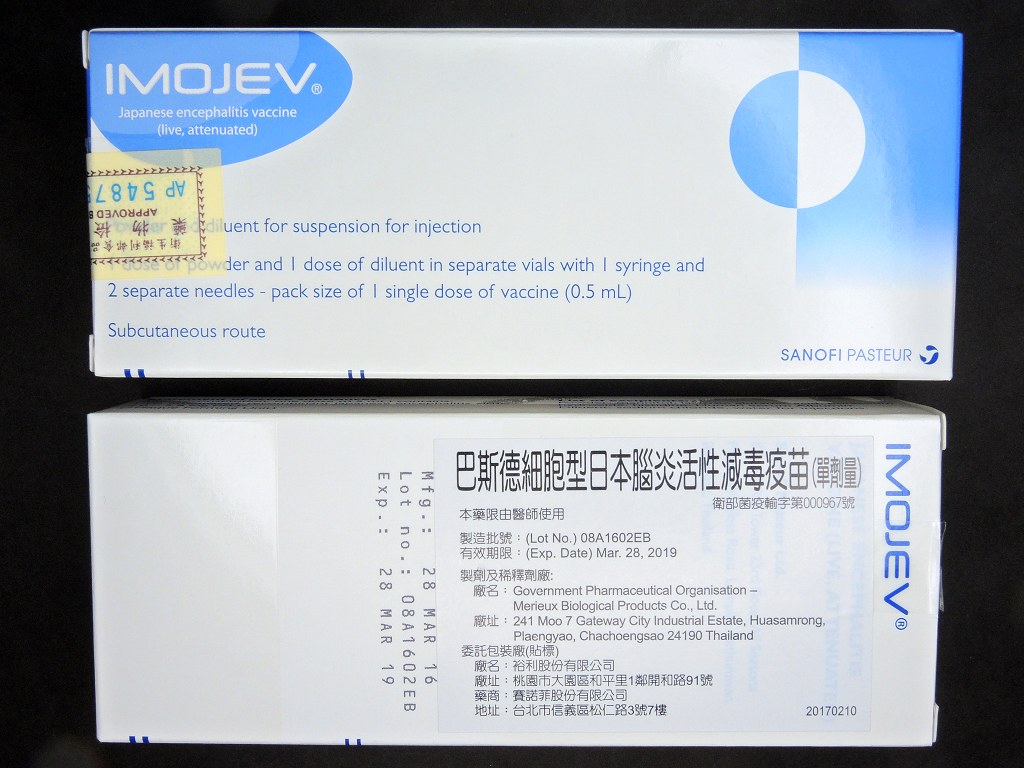 IMOJEV®
Japanese encephalitis vaccine
(live, attenuated)
AP 5487
APPROVED
藥 物 檢
衛生福利部食品
diluent for suspension for injection
1 dose of powder and 1 dose of diluent in separate vials with 1 syringe and
2 separate needles - pack size of 1 single dose of vaccine (0.5 mL)
Subcutaneous route
SANOFI PASTEUR
Mfg.: 28 MAR 16
Lot no.: 08A1602EB
Exp.: 28 MAR 19
巴斯德細胞型日本腦炎活性減毒疫苗(單劑量)
衛部菌疫輸字第000967號
本藥限由醫師使用
製造批號：(Lot No.) 08A1602EB
有效期限：(Exp. Date) Mar. 28, 2019
製劑及稀釋劑廠:
廠名：Government Pharmaceutical Organisation –
Merieux Biological Products Co., Ltd.
廠址：241 Moo 7 Gateway City Industrial Estate, Huasamrong,
Plaengyao, Chachoengsao 24190 Thailand
委託包裝廠(貼標)
廠名：裕利股份有限公司
廠址：桃園市大園區和平里1鄰開和路91號
藥商：賽諾菲股份有限公司
地址：台北市信義區松仁路3號7樓
20170210
IMOJEV®